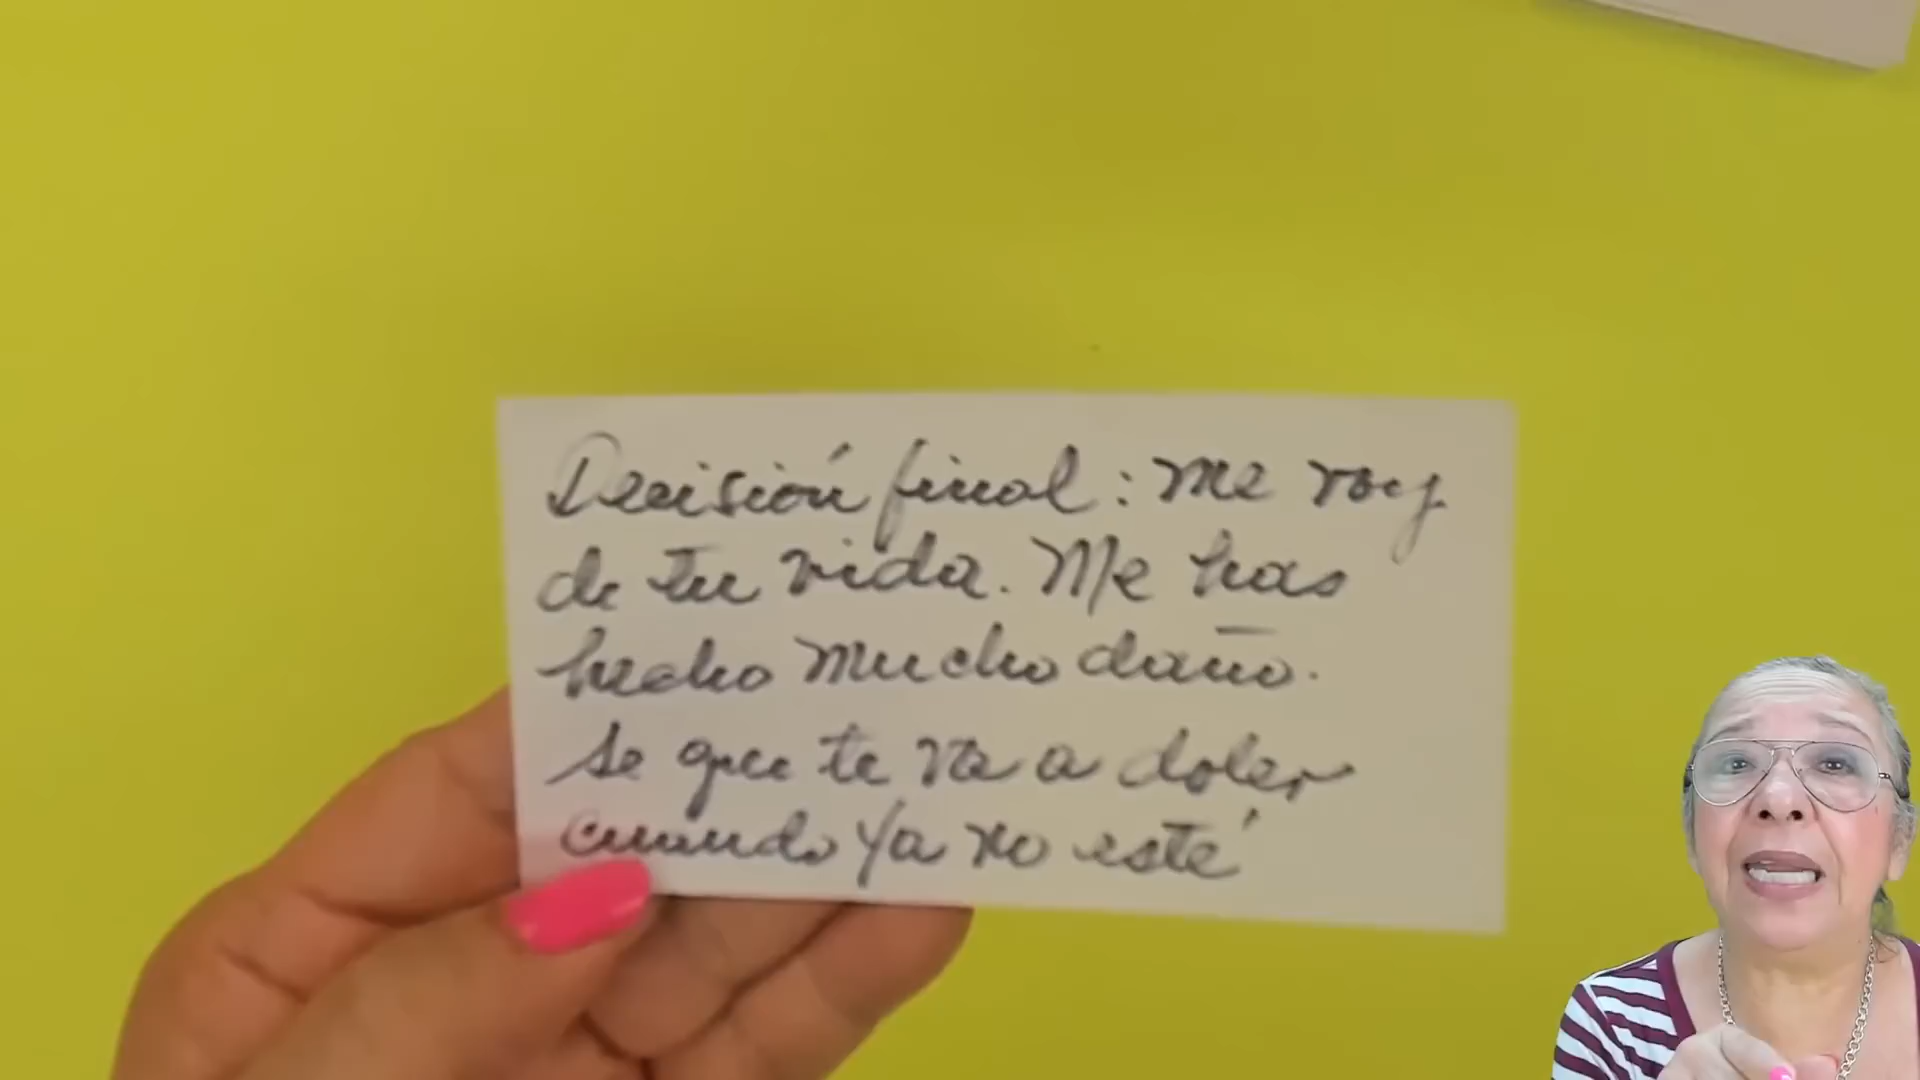 Decisión final: me voy
de tu vida. Me has
hecho mucho daño.
Se que te va a doler
cuando ya no esté